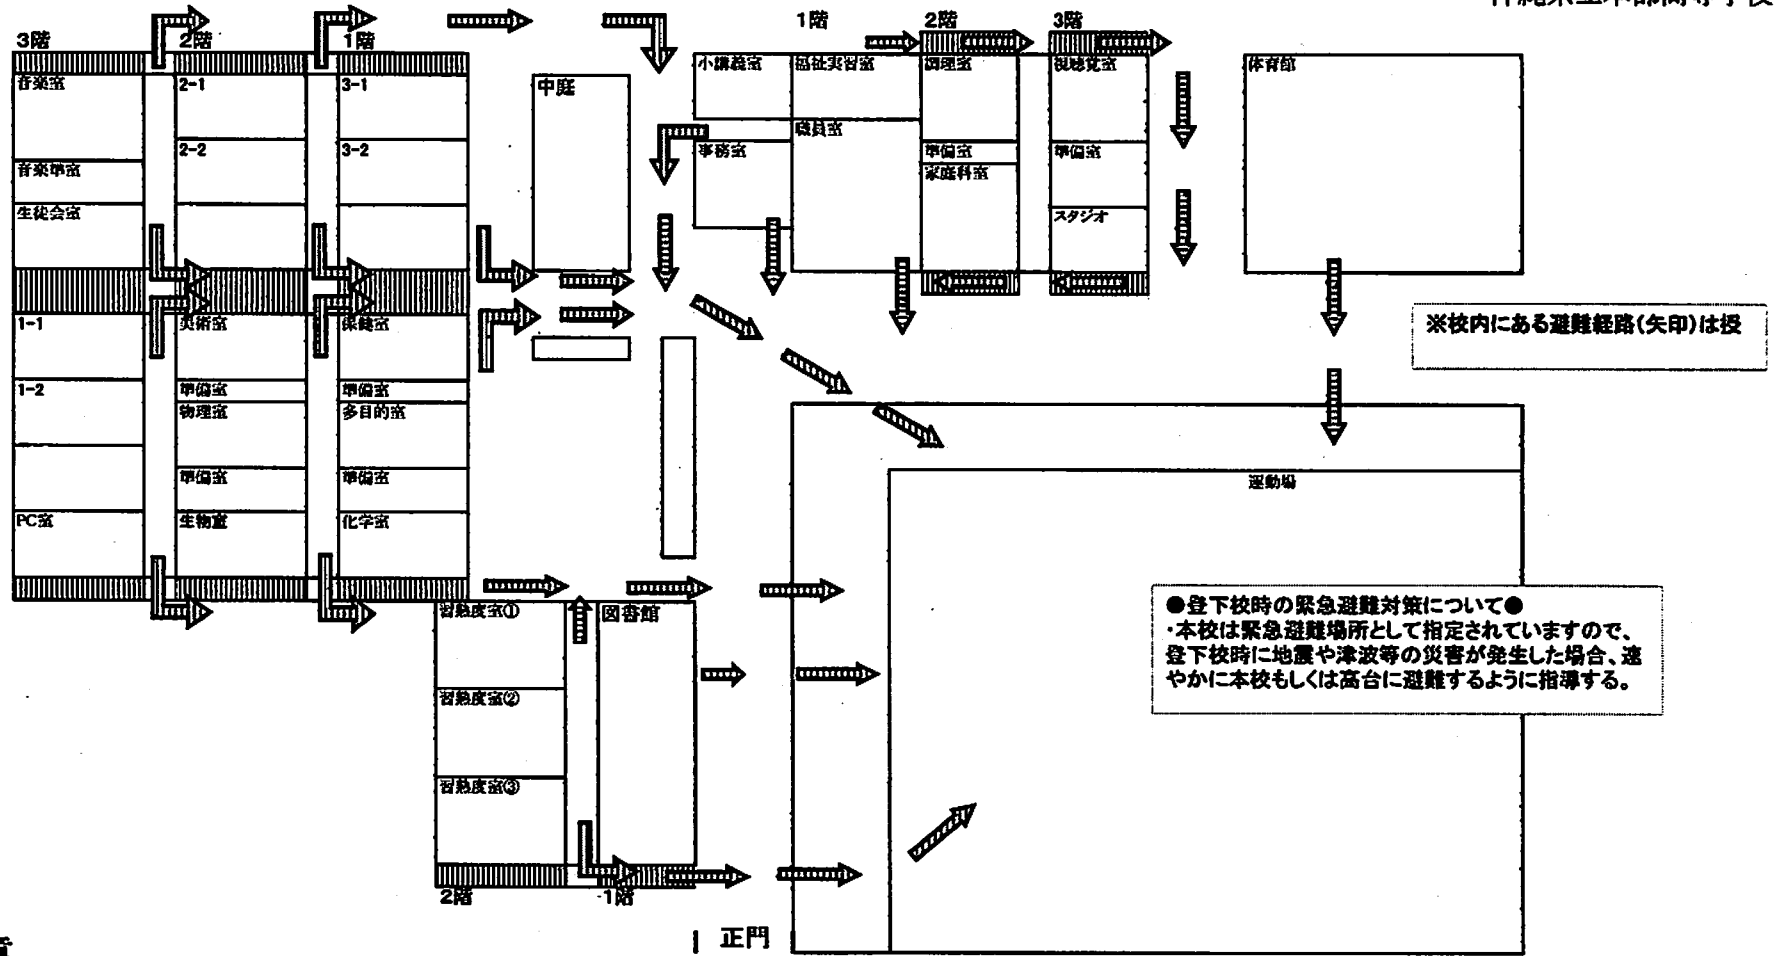 3階
2階
1階
音楽室
2-1
3-1
2-2
3-2
音楽準室
生徒会室
1-1
美術室
保健室
1-2
準備室
準備室
物理室
多目的室
準備室
準備室
PC室
生物室
化学室
中庭
1階
2階
3階
小講義室
福祉実習室
調理室
視聴覚室
職員室
事務室
準備室
準備室
家庭科室
スタジオ
体育館
※校内にある避難経路(矢印)は授
運動場
●登下校時の緊急避難対策について●
・本校は緊急避難場所として指定されていますので、
登下校時に地震や津波等の災害が発生した場合、速
やかに本校もしくは高台に避難するように指導する。
習熟度室①
図書館
習熟度室②
習熟度室③
2階
1階
正門